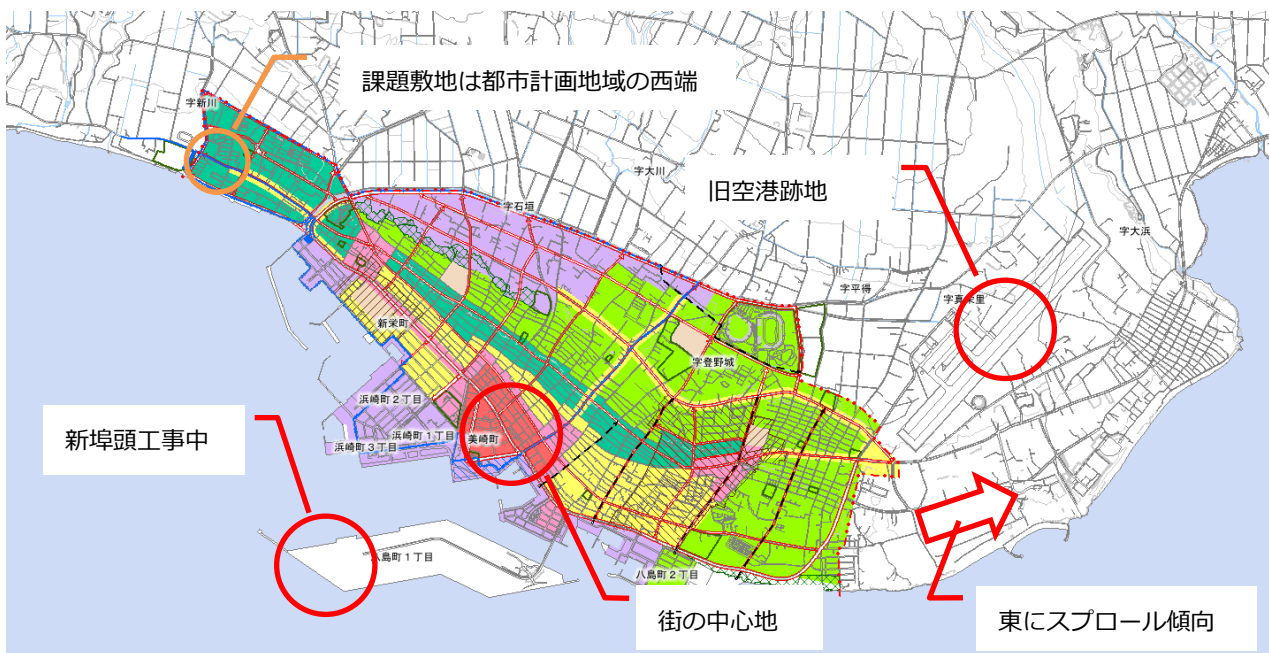 課題敷地は都市計画地域の西端
字新川
旧空港跡地
字大川
字石垣
字大浜
字平得
字真栄里
新栄町
字登野城
浜崎町2丁目
浜崎町1丁目
美崎町
浜崎町3丁目
新埠頭工事中
八島町1丁目
八島町2丁目
街の中心地
東にスプロール傾向